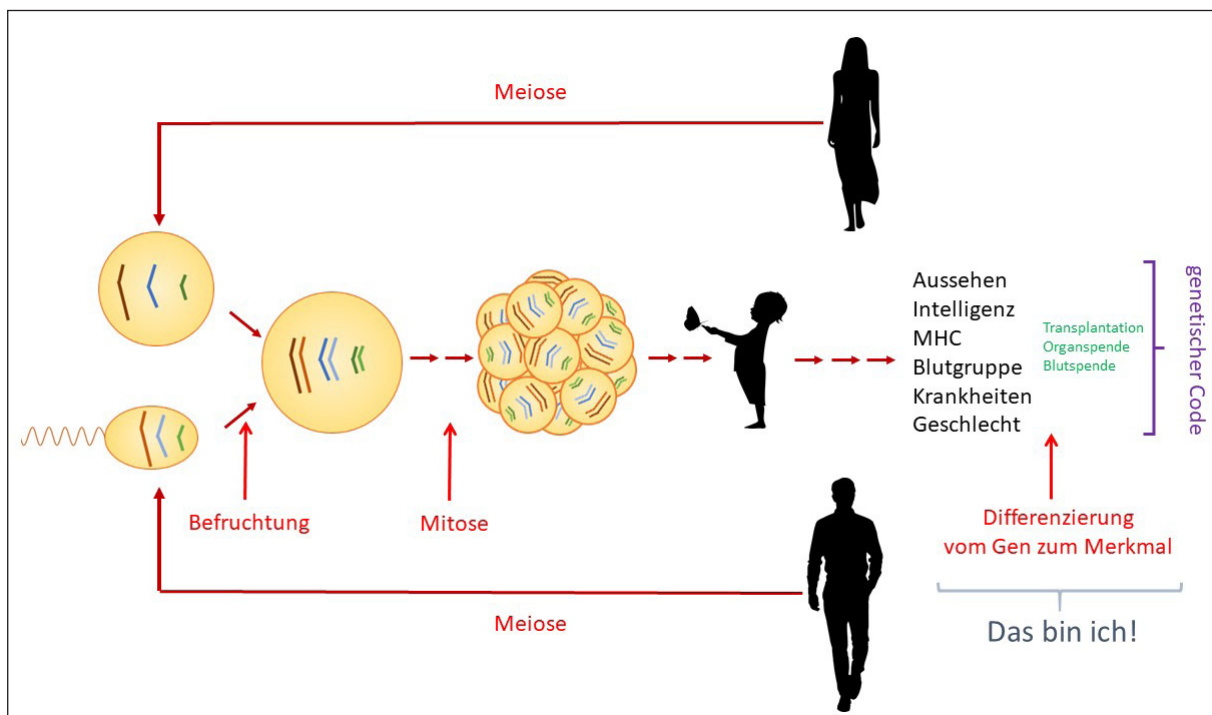 Meiose
Aussehen
Intelligenz
MHC
Blutgruppe
Krankheiten
Geschlecht
Transplantation
Organspende
Blutspende
genetischer Code
Befruchtung
Mitose
Differenzierung
vom Gen zum Merkmal
Meiose
Das bin ich!